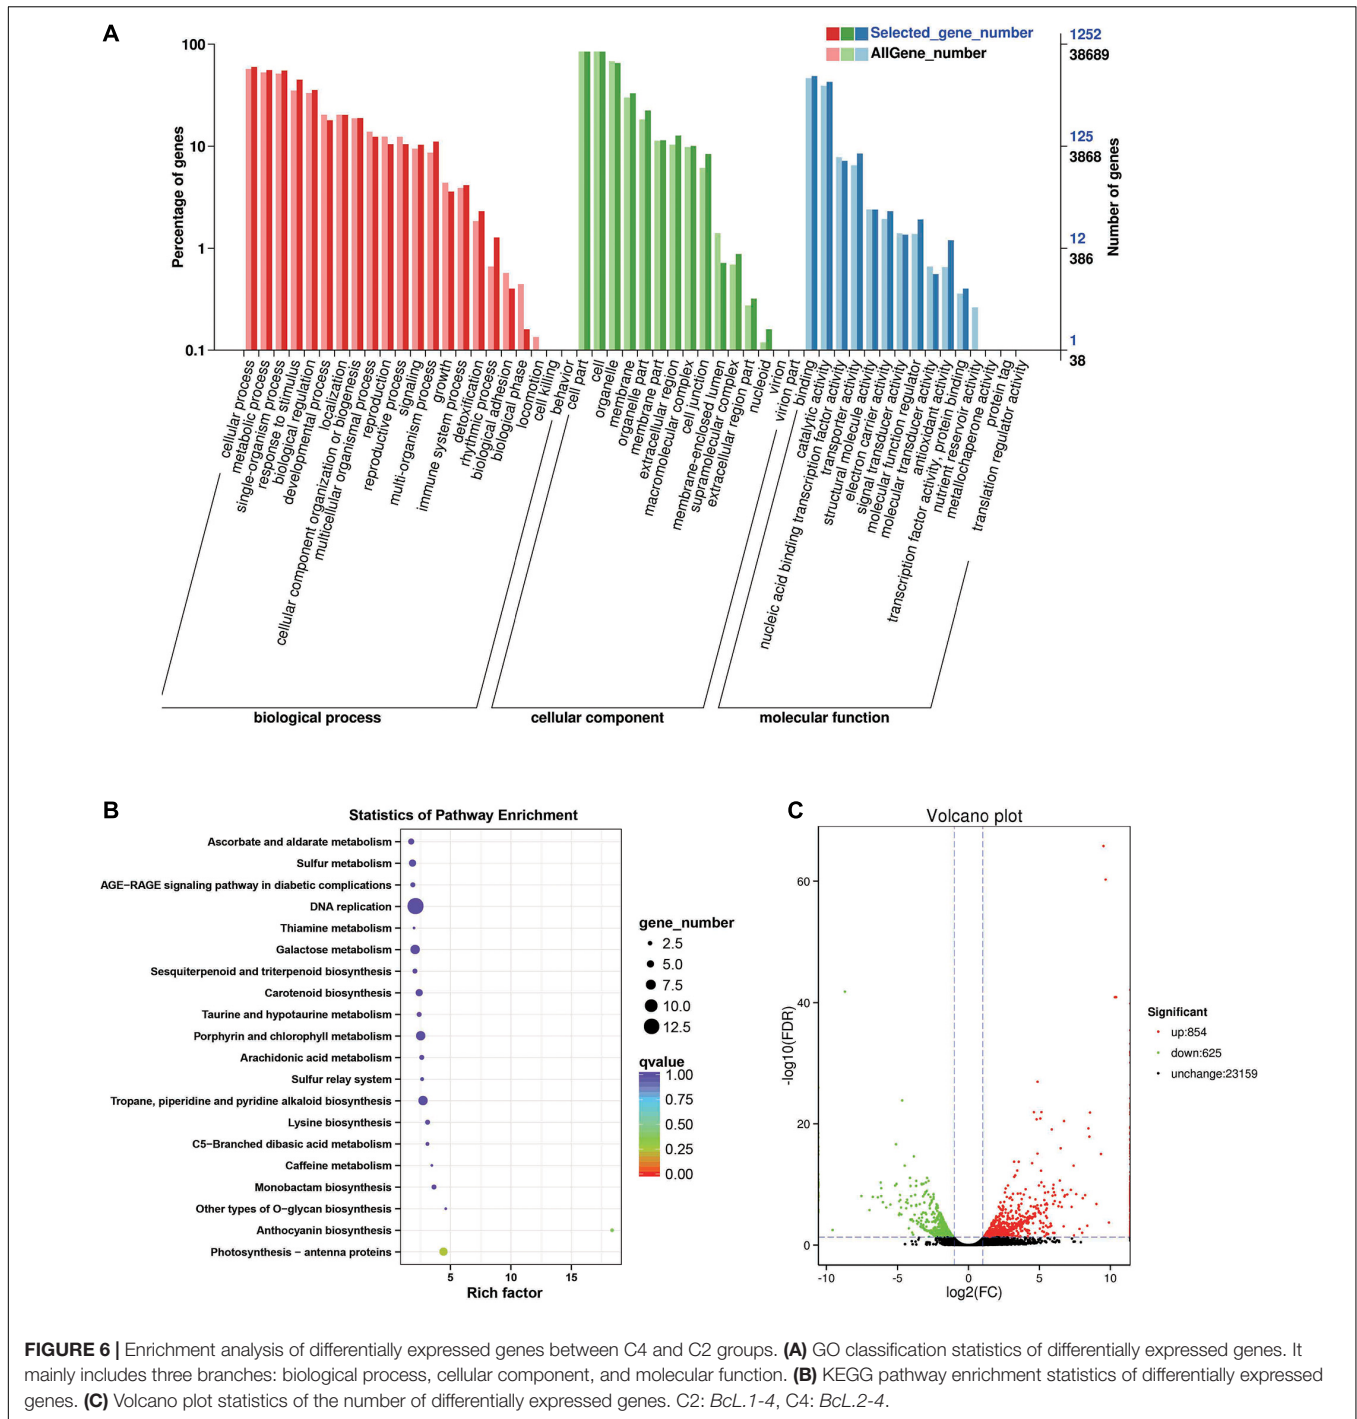 A
Selected_gene_number
AllGene_number
Percentage of genes
100
10
1
0.1
1252
38689
125
3868
12
386
1
38
Number of genes
cellular process
metabolic process
single-organism process
response to stimulus
biological regulation
developmental process
localization
cellular component organization or biogenesis
multicellular organismal process
reproduction
reproductive process
signaling
multi-organism process
growth
immune system process
detoxification
rhythmic process
biological adhesion
biological phase
locomotion
cell killing
behavior
cell part
cell
organelle
membrane
organelle part
membrane part
extracellular region
macromolecular complex
cell junction
membrane-enclosed lumen
supramolecular complex
extracellular region part
nucleoid
virion
virion part
binding
catalytic activity
nucleic acid binding transcription factor activity
transporter activity
structural molecule activity
electron carrier activity
signal transducer activity
molecular function regulator
molecular transducer activity
antioxidant activity
transcription factor activity, protein binding
nutrient reservoir activity
metallochaperone activity
protein tag
translation regulator activity
biological process
cellular component
molecular function
B
Statistics of Pathway Enrichment
Ascorbate and aldarate metabolism
Sulfur metabolism
AGE−RAGE signaling pathway in diabetic complications
DNA replication
Thiamine metabolism
Galactose metabolism
Sesquiterpenoid and triterpenoid biosynthesis
Carotenoid biosynthesis
Taurine and hypotaurine metabolism
Porphyrin and chlorophyll metabolism
Arachidonic acid metabolism
Sulfur relay system
Tropane, piperidine and pyridine alkaloid biosynthesis
Lysine biosynthesis
C5−Branched dibasic acid metabolism
Caffeine metabolism
Monobactam biosynthesis
Other types of O−glycan biosynthesis
Anthocyanin biosynthesis
Photosynthesis − antenna proteins
5 10 15
Rich factor
gene_number
2.5
5.0
7.5
10.0
12.5
qvalue
1.00
0.75
0.50
0.25
0.00
C
Volcano plot
-log10(FDR)
60
40
20
0
-10 -5 0 5 10
log2(FC)
Significant
up:854
down:625
unchange:23159
FIGURE 6 | Enrichment analysis of differentially expressed genes between C4 and C2 groups. (A) GO classification statistics of differentially expressed genes. It
mainly includes three branches: biological process, cellular component, and molecular function. (B) KEGG pathway enrichment statistics of differentially expressed
genes. (C) Volcano plot statistics of the number of differentially expressed genes. C2: BcL.1-4, C4: BcL.2-4.